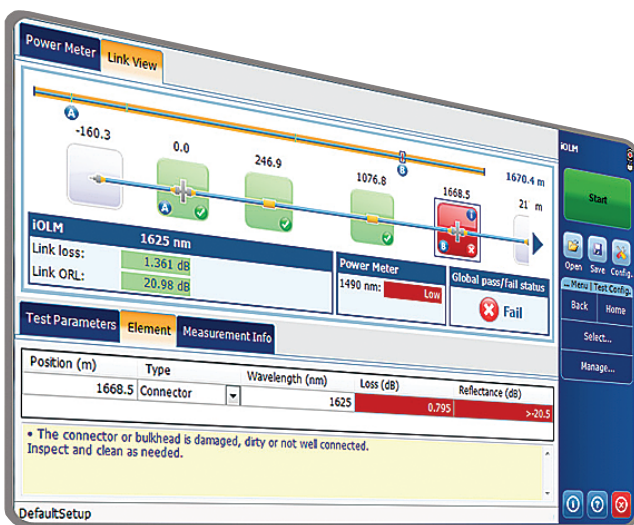 Power Meter
Link View
A
B
-160.3
0.0
246.9
1076.8
1668.5
1670.4 m
m
A
B
iOLM
1625 nm
Link loss:
1.361 dB
Link ORL:
20.98 dB
Power Meter
1490 nm:
Low
Global pass/fail status
Fail
Test Parameters
Element
Measurement Info
Position (m)
Type
Wavelength (nm)
Loss (dB)
Reflectance (dB)
1668.5
Connector
1625
0.795
>-20.5
• The connector or bulkhead is damaged, dirty or not well connected.
Inspect and clean as needed.
DefaultSetup
iOLM
Start
Open
Save
Config.
... Menu | Test Config.
Back
Home
Select...
Manage...